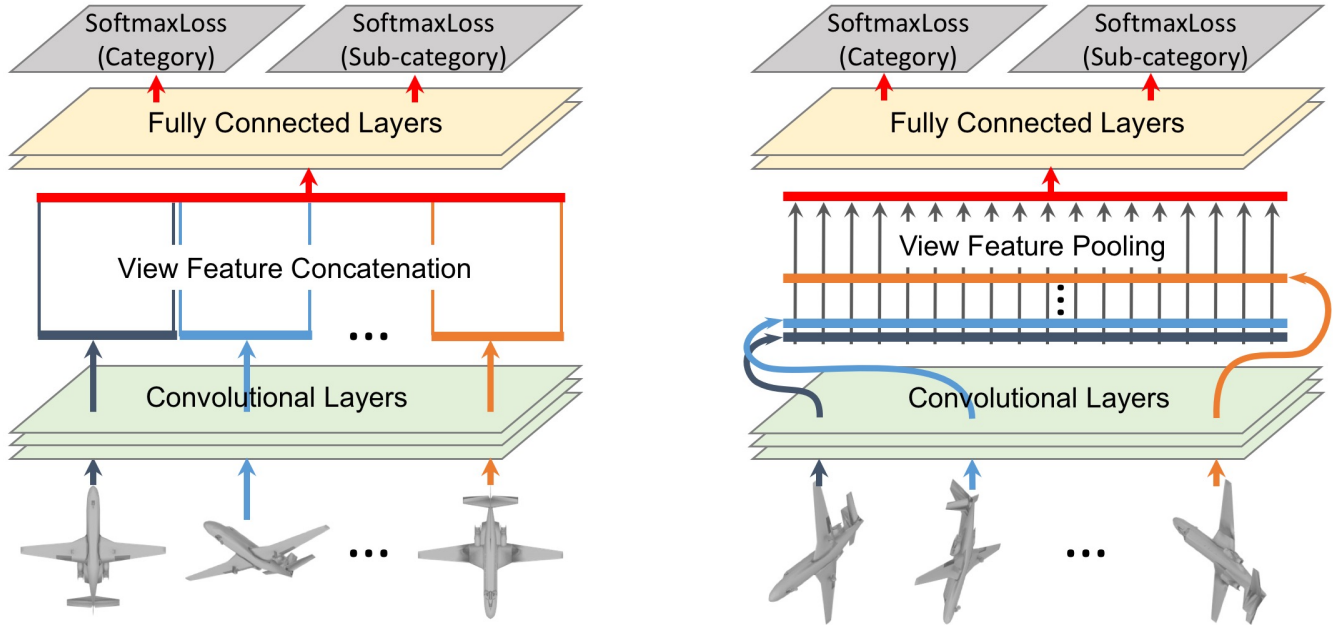 SoftmaxLoss
(Category)
SoftmaxLoss
(Sub-category)
Fully Connected Layers
View Feature Concatenation
...
Convolutional Layers
...
SoftmaxLoss
(Category)
SoftmaxLoss
(Sub-category)
Fully Connected Layers
View Feature Pooling
...
Convolutional Layers
...